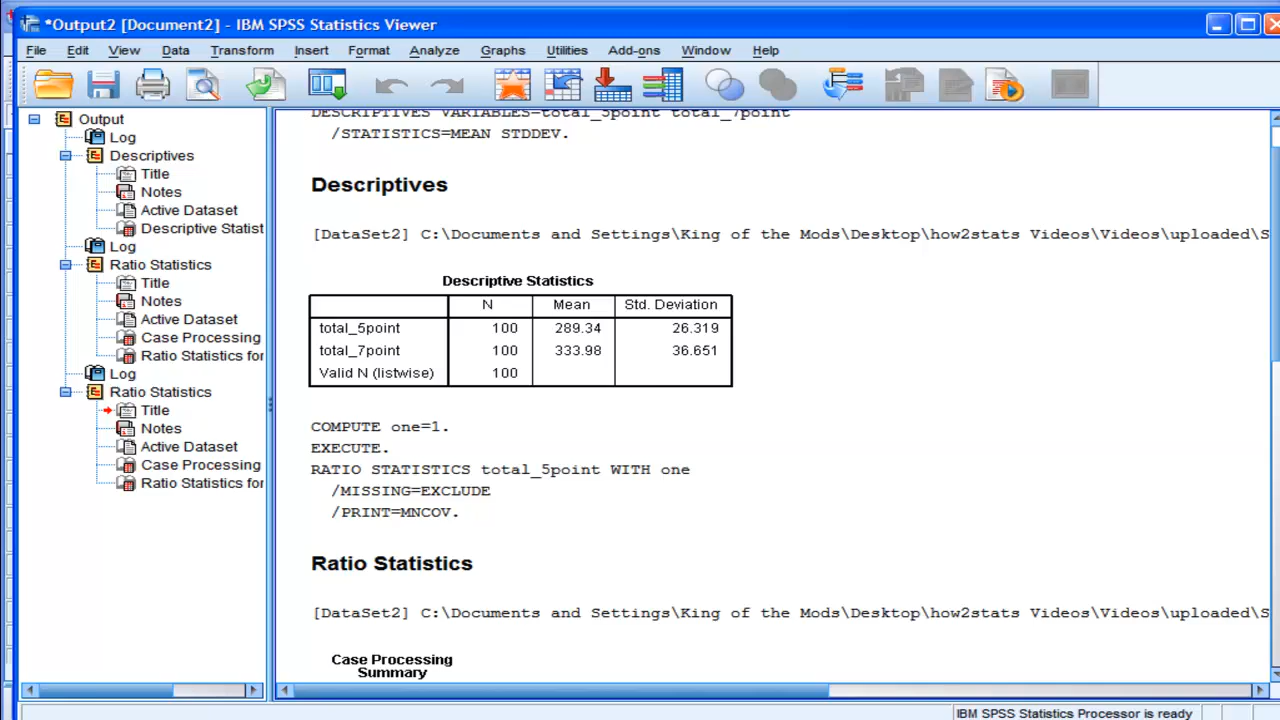 *Output2 [Document2] - IBM SPSS Statistics Viewer
File Edit View Data Transform Insert Format Analyze Graphs Utilities Add-ons Window Help
Output
Log
Descriptives
Title
Notes
Active Dataset
Descriptive Statist
Log
Ratio Statistics
Title
Notes
Active Dataset
Case Processing
Ratio Statistics for
Log
Ratio Statistics
Title
Notes
Active Dataset
Case Processing
Ratio Statistics for
DESCRIPTIVES VARIABLES=total_5point total_7point
/STATISTICS=MEAN STDDEV.
Descriptives
[DataSet2] C:\Documents and Settings\King of the Mods\Desktop\how2stats Videos\Videos\uploaded\S
Descriptive Statistics
N Mean Std. Deviation
total_5point 100 289.34 26.319
total_7point 100 333.98 36.651
Valid N (listwise) 100
COMPUTE one=1.
EXECUTE.
RATIO STATISTICS total_5point WITH one
/MISSING=EXCLUDE
/PRINT=MNCOV.
Ratio Statistics
[DataSet2] C:\Documents and Settings\King of the Mods\Desktop\how2stats Videos\Videos\uploaded\S
Case Processing
Summary
IBM SPSS Statistics Processor is ready